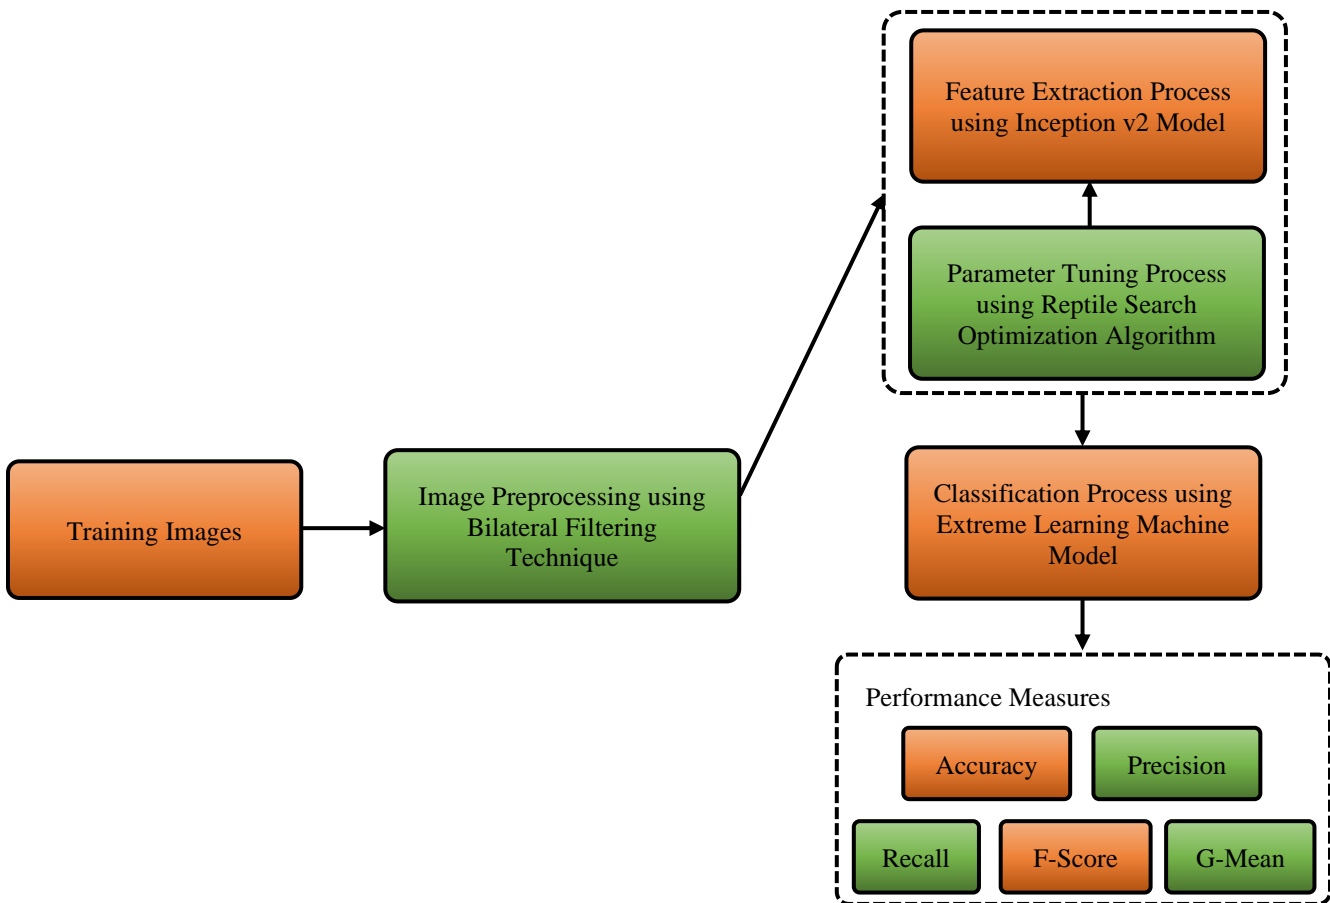 Feature Extraction Process
using Inception v2 Model
Parameter Tuning Process
using Reptile Search
Optimization Algorithm
Training Images
Image Preprocessing using
Bilateral Filtering
Technique
Classification Process using
Extreme Learning Machine
Model
Performance Measures
Accuracy
Precision
Recall
F-Score
G-Mean